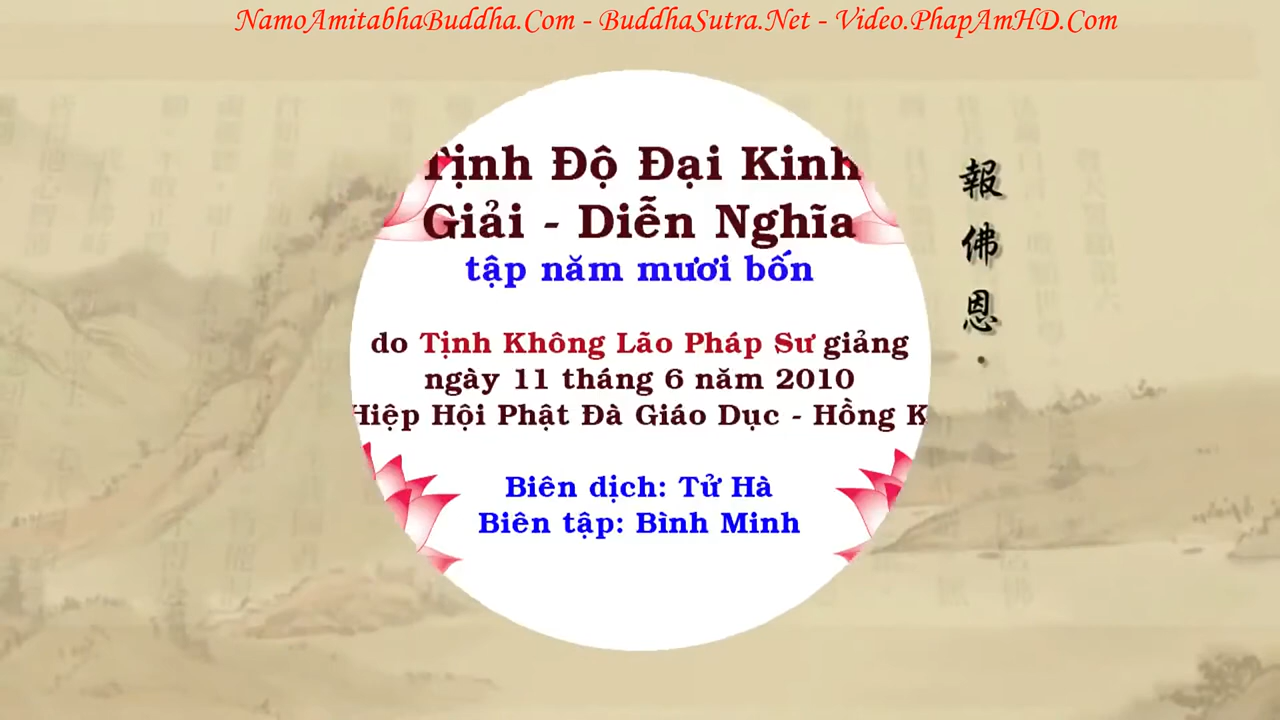 NamoAmitabhaBuddha.Com - BuddhaSutra.Net - Video.PhapAmHD.Com
Tịnh Độ Đại Kinh
Giải - Diễn Nghĩa
tập năm mươi bốn
do Tịnh Không Lão Pháp Sư giảng
ngày 11 tháng 6 năm 2010
Hiệp Hội Phật Đà Giáo Dục - Hồng K
Biên dịch: Tử Hà
Biên tập: Bình Minh
報佛恩.